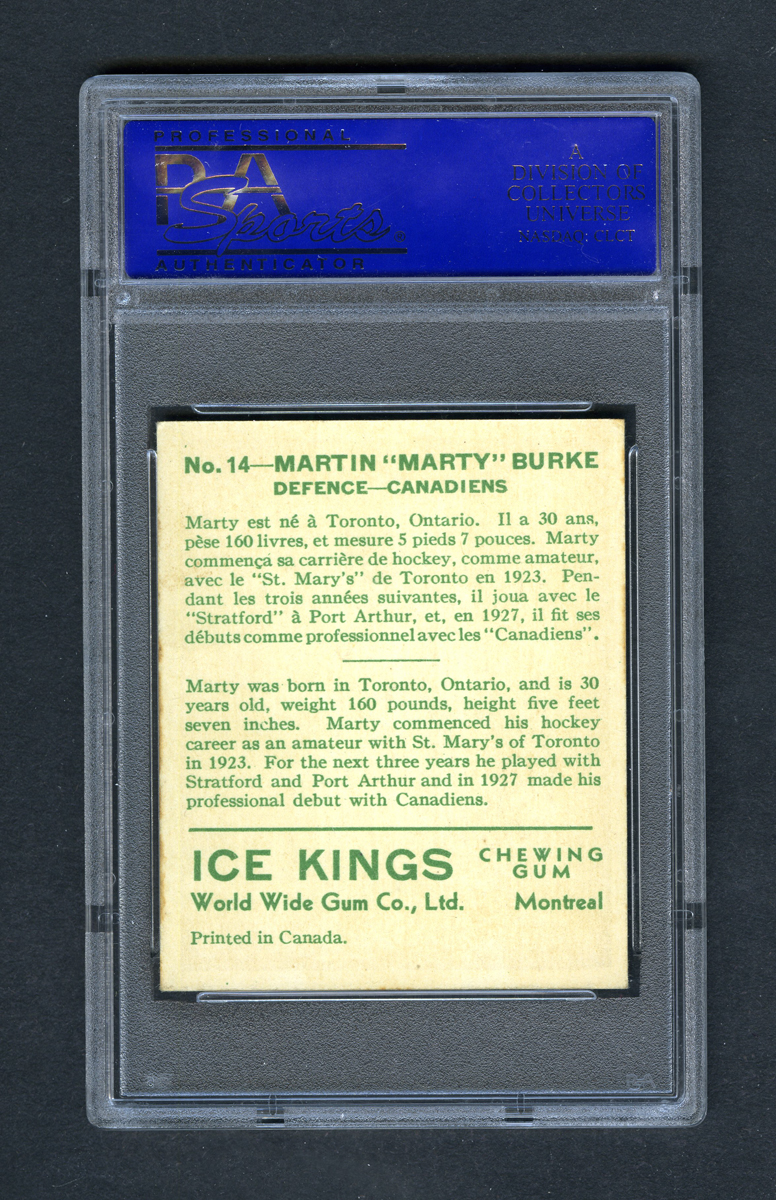 PROFESSIONAL
PSA
Sports®
AUTHENTICATOR
A
DIVISION OF
COLLECTORS
UNIVERSE
NASDAQ: CLCT
No. 14—MARTIN “MARTY” BURKE
DEFENCE—CANADIENS
Marty est né à Toronto, Ontario. Il a 30 ans,
pèse 160 livres, et mesure 5 pieds 7 pouces. Marty
commença sa carrière de hockey, comme amateur,
avec le “St. Mary's” de Toronto en 1923. Pen-
dant les trois années suivantes, il joua avec le
“Stratford” à Port Arthur, et, en 1927, il fit ses
débuts comme professionnel avec les “Canadiens”.
Marty was born in Toronto, Ontario, and is 30
years old, weight 160 pounds, height five feet
seven inches. Marty commenced his hockey
career as an amateur with St. Mary's of Toronto
in 1923. For the next three years he played with
Stratford and Port Arthur and in 1927 made his
professional debut with Canadiens.
ICE KINGS CHEWING GUM
World Wide Gum Co., Ltd. Montreal
Printed in Canada.